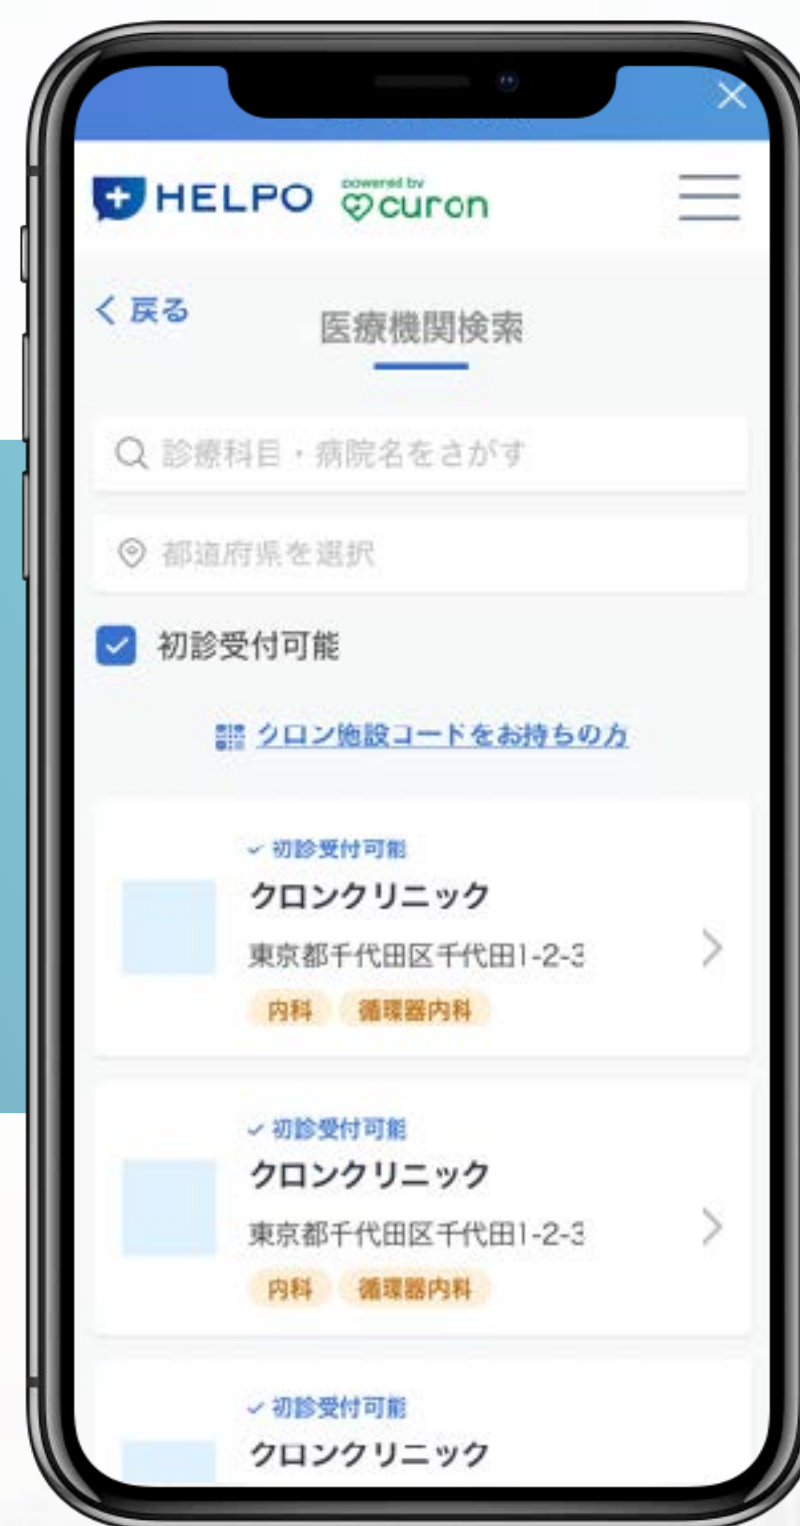 HELPO powered by curon
戻る
医療機関検索
診療科目・病院名をさがす
都道府県を選択
初診受付可能
クロン施設コードをお持ちの方
初診受付可能
クロンクリニック
東京都千代田区千代田1-2-3
内科 循環器内科
初診受付可能
クロンクリニック
東京都千代田区千代田1-2-3
内科 循環器内科
初診受付可能
クロンクリニック